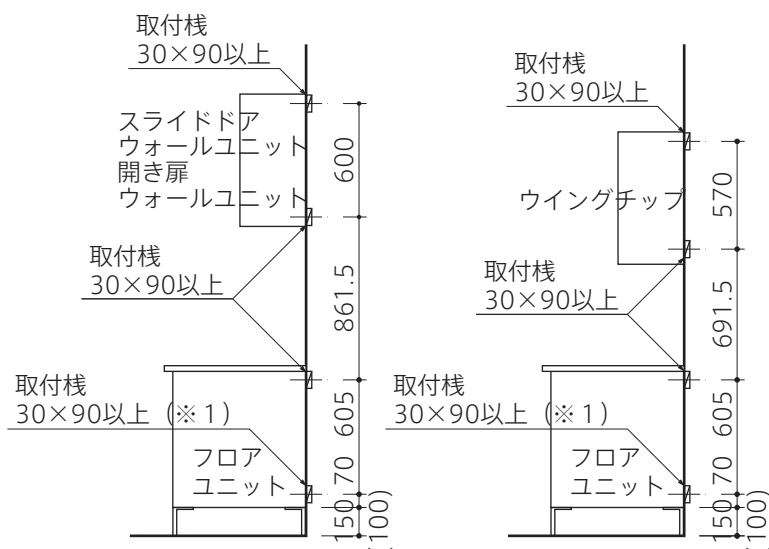 取付桟
30×90以上
スライドドア
ウォールユニット
開き扉
ウォールユニット
600
取付桟
30×90以上
861.5
取付桟
30×90以上（※1）
605
フロア
ユニット
70
150
100)
取付桟
30×90以上
ウイングチップ
570
取付桟
30×90以上
691.5
取付桟
30×90以上（※1）
605
フロア
ユニット
70
150
100)